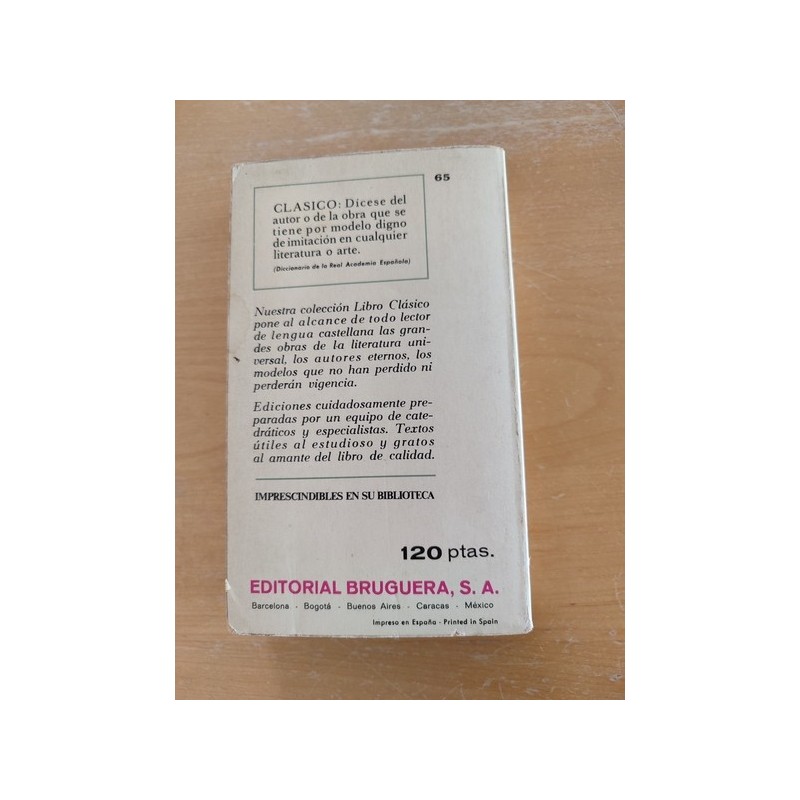 65
CLASICO: Dícese del
autor o de la obra que se
tiene por modelo digno
de imitación en cualquier
literatura o arte.
(Diccionario de la Real Academia Española)
Nuestra colección Libro Clásico
pone al alcance de todo lector
de lengua castellana las gran-
des obras de la literatura uni-
versal, los autores eternos, los
modelos que no han perdido ni
perderán vigencia.
Ediciones cuidadosamente pre-
paradas por un equipo de cate-
dráticos y especialistas. Textos
útiles al estudioso y gratos
al amante del libro de calidad.
IMPRESCINDIBLES EN SU BIBLIOTECA
120 ptas.
EDITORIAL BRUGUERA, S. A.
Barcelona - Bogotá - Buenos Aires - Caracas - México
Impreso en España - Printed in Spain